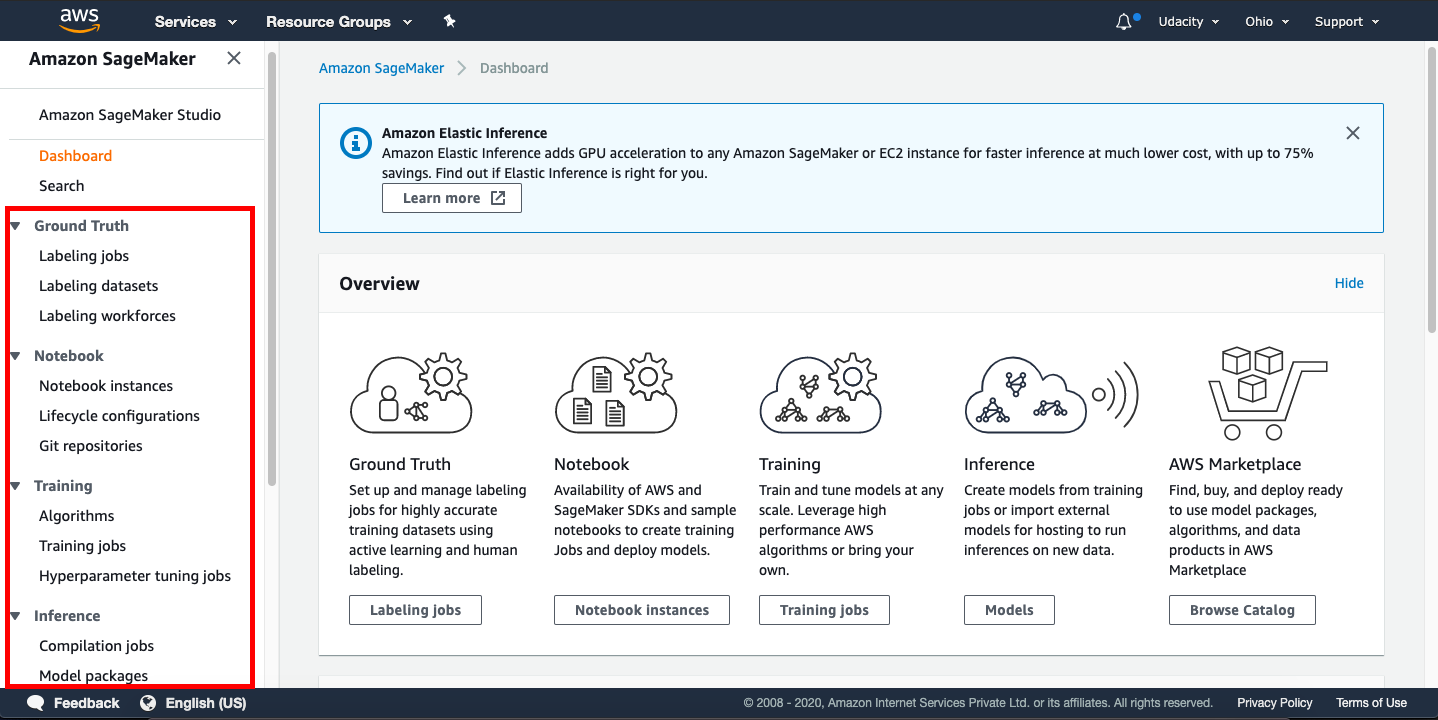 aws
Services
Resource Groups
Udacity
Ohio
Support
Amazon SageMaker
Amazon SageMaker Studio
Dashboard
Search
Ground Truth
Labeling jobs
Labeling datasets
Labeling workforces
Notebook
Notebook instances
Lifecycle configurations
Git repositories
Training
Algorithms
Training jobs
Hyperparameter tuning jobs
Inference
Compilation jobs
Model packages
Amazon SageMaker
Dashboard
Amazon Elastic Inference
Amazon Elastic Inference adds GPU acceleration to any Amazon SageMaker or EC2 instance for faster inference at much lower cost, with up to 75%
savings. Find out if Elastic Inference is right for you.
Learn more
Overview
Hide
Ground Truth
Set up and manage labeling
jobs for highly accurate
training datasets using
active learning and human
labeling.
Labeling jobs
Notebook
Availability of AWS and
SageMaker SDKs and sample
notebooks to create training
Jobs and deploy models.
Notebook instances
Training
Train and tune models at any
scale. Leverage high
performance AWS
algorithms or bring your
own.
Training jobs
Inference
Create models from training
jobs or import external
models for hosting to run
inferences on new data.
Models
AWS Marketplace
Find, buy, and deploy ready
to use model packages,
algorithms, and data
products in AWS
Marketplace
Browse Catalog
Feedback
English (US)
© 2008 - 2020, Amazon Internet Services Private Ltd. or its affiliates. All rights reserved.
Privacy Policy
Terms of Use